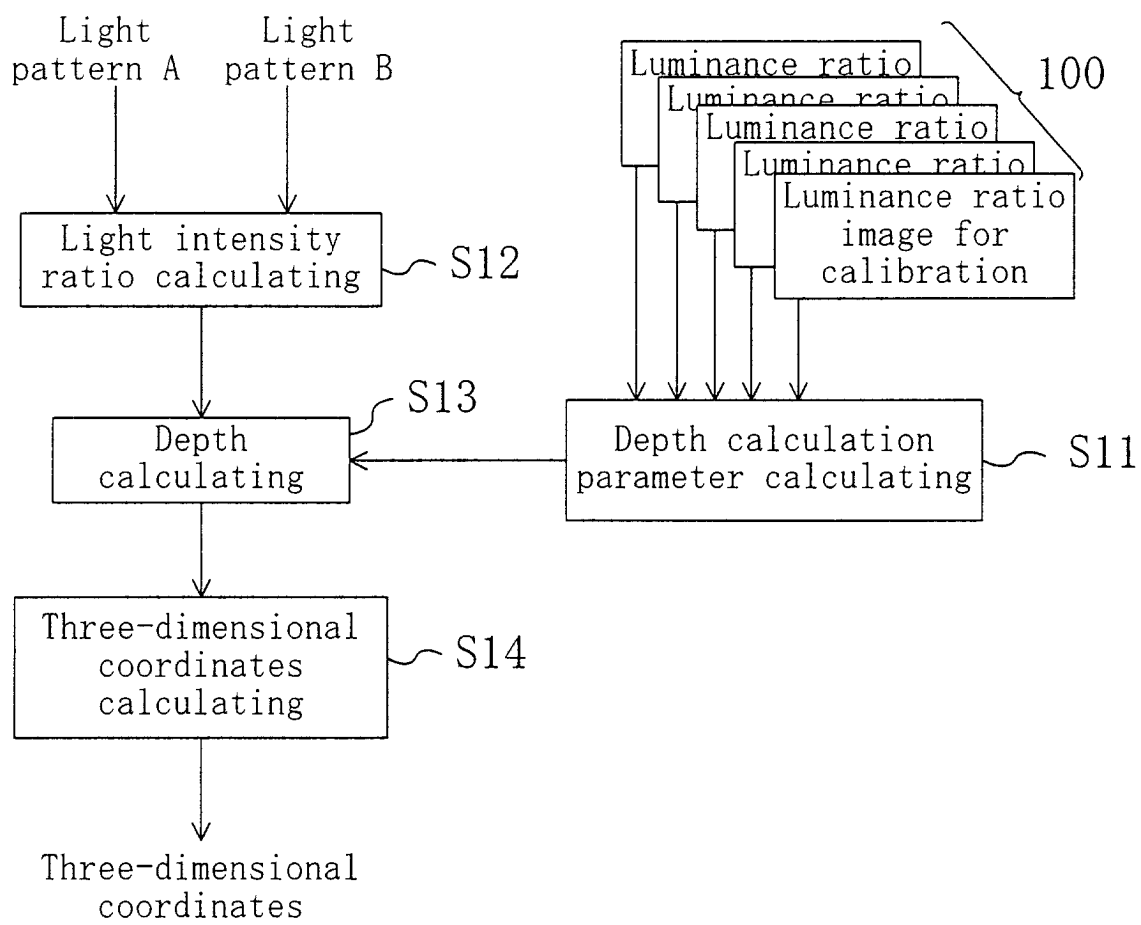 Light
pattern A
Light
pattern B
Luminance ratio
Luminance ratio
Luminance ratio
Luminance ratio
Luminance ratio
image for
calibration
100
Light intensity
ratio calculating
S12
S13
Depth
calculating
Depth calculation
parameter calculating
S11
Three-dimensional
coordinates
calculating
S14
Three-dimensional
coordinates